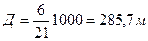 Д = 6/21 1000 = 285,7 м